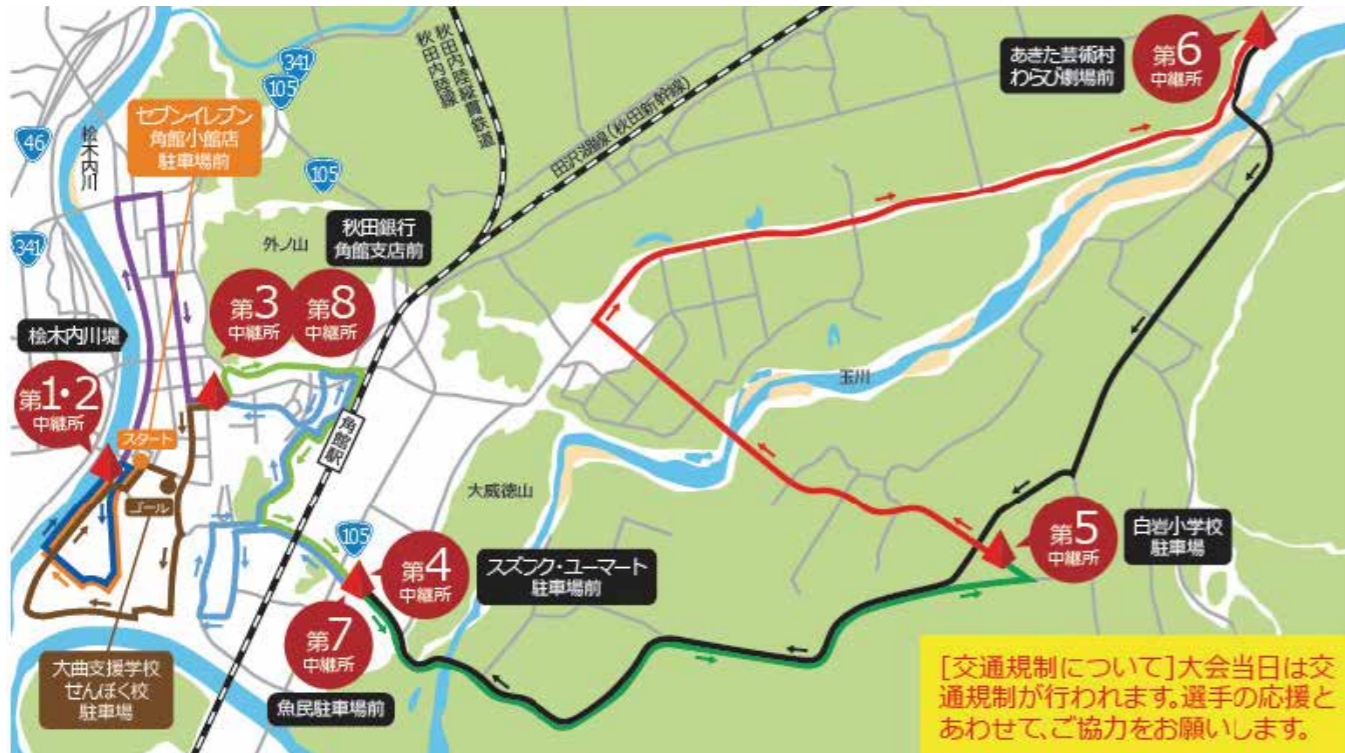 341
105
46
桧木内川
セブンイレブン
角館小館店
駐車場前
105
341
外ノ山
秋田内陸縦貫鉄道
秋田内陸線
田沢湖線(秋田新幹線)
あきた芸術村
わらび劇場前
第6
中継所
秋田銀行
角館支店前
第3
中継所
第8
中継所
桧木内川堤
第1・2
中継所
スタート
ゴール
角館駅
玉川
大威徳山
105
第4
中継所
スズフク・ユーマート
駐車場前
第5
中継所
白岩小学校
駐車場
第7
中継所
魚民駐車場前
大曲支援学校
せんぼく校
駐車場
[交通規制について]大会当日は交
通規制が行われます。選手の応援と
あわせて、ご協力をお願いします。